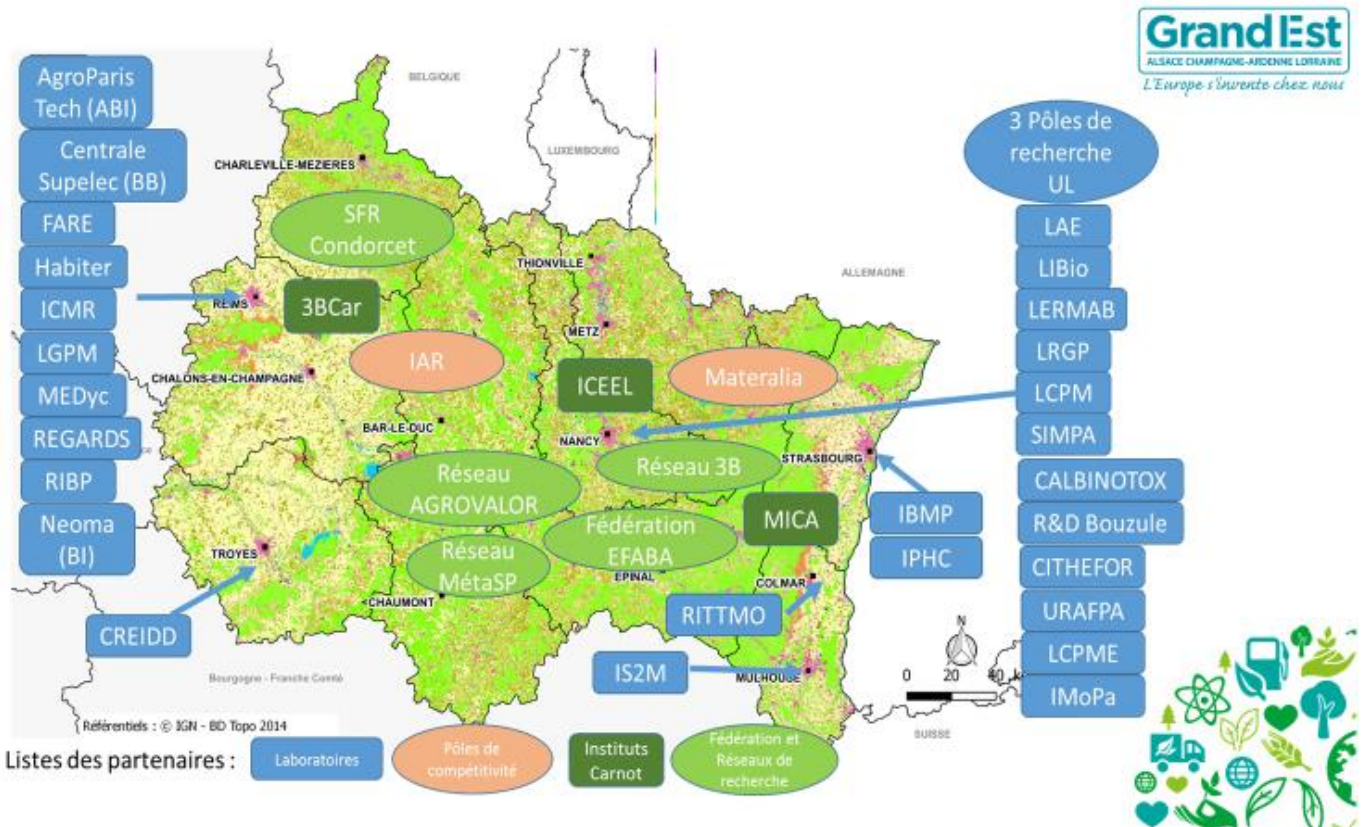 Grand Est
ALSACE CHAMPAGNE-ARDENNE LORRAINE
L'Europe s'invente chez nous
AgroParis
Tech (ABI)
Centrale
Supelec (BB)
FARE
Habiter
ICMR
LGPM
MEDyc
REGARDS
RIBP
Neoma
(BI)
CREIDD
BELGIQUE
LUXEMBOURG
ALLEMAGNE
CHARLEVILLE-MEZIERES
SFR
Condorcet
THIONVILLE
REIMS
3BCar
METZ
IAR
CHALONS-EN-CHAMPAGNE
ICEEL
Materalia
BAR-LE-DUC
NANCY
Réseau 3B
STRASBOURG
Réseau
AGROVALOR
MICA
Fédération
EFABA
TROYES
Réseau
MétaSP
EPINAL
COLMAR
CHAUMONT
RITTMO
IS2M
MULHOUSE
IBMP
IPHC
3 Pôles de
recherche
UL
LAE
LIBio
LERMAB
LRGP
LCPM
SIMPA
CALBINOTOX
R&D Bouzule
CITHEFOR
URAFPA
LCPME
IMoPa
N
0 20 40
SUISSE
Bourgogne - Franche Comté
Référentiels : © IGN - BD Topo 2014
Listes des partenaires :
Laboratoires
Pôles de
compétitivité
Instituts
Carnot
Fédération et
Réseaux de
recherche